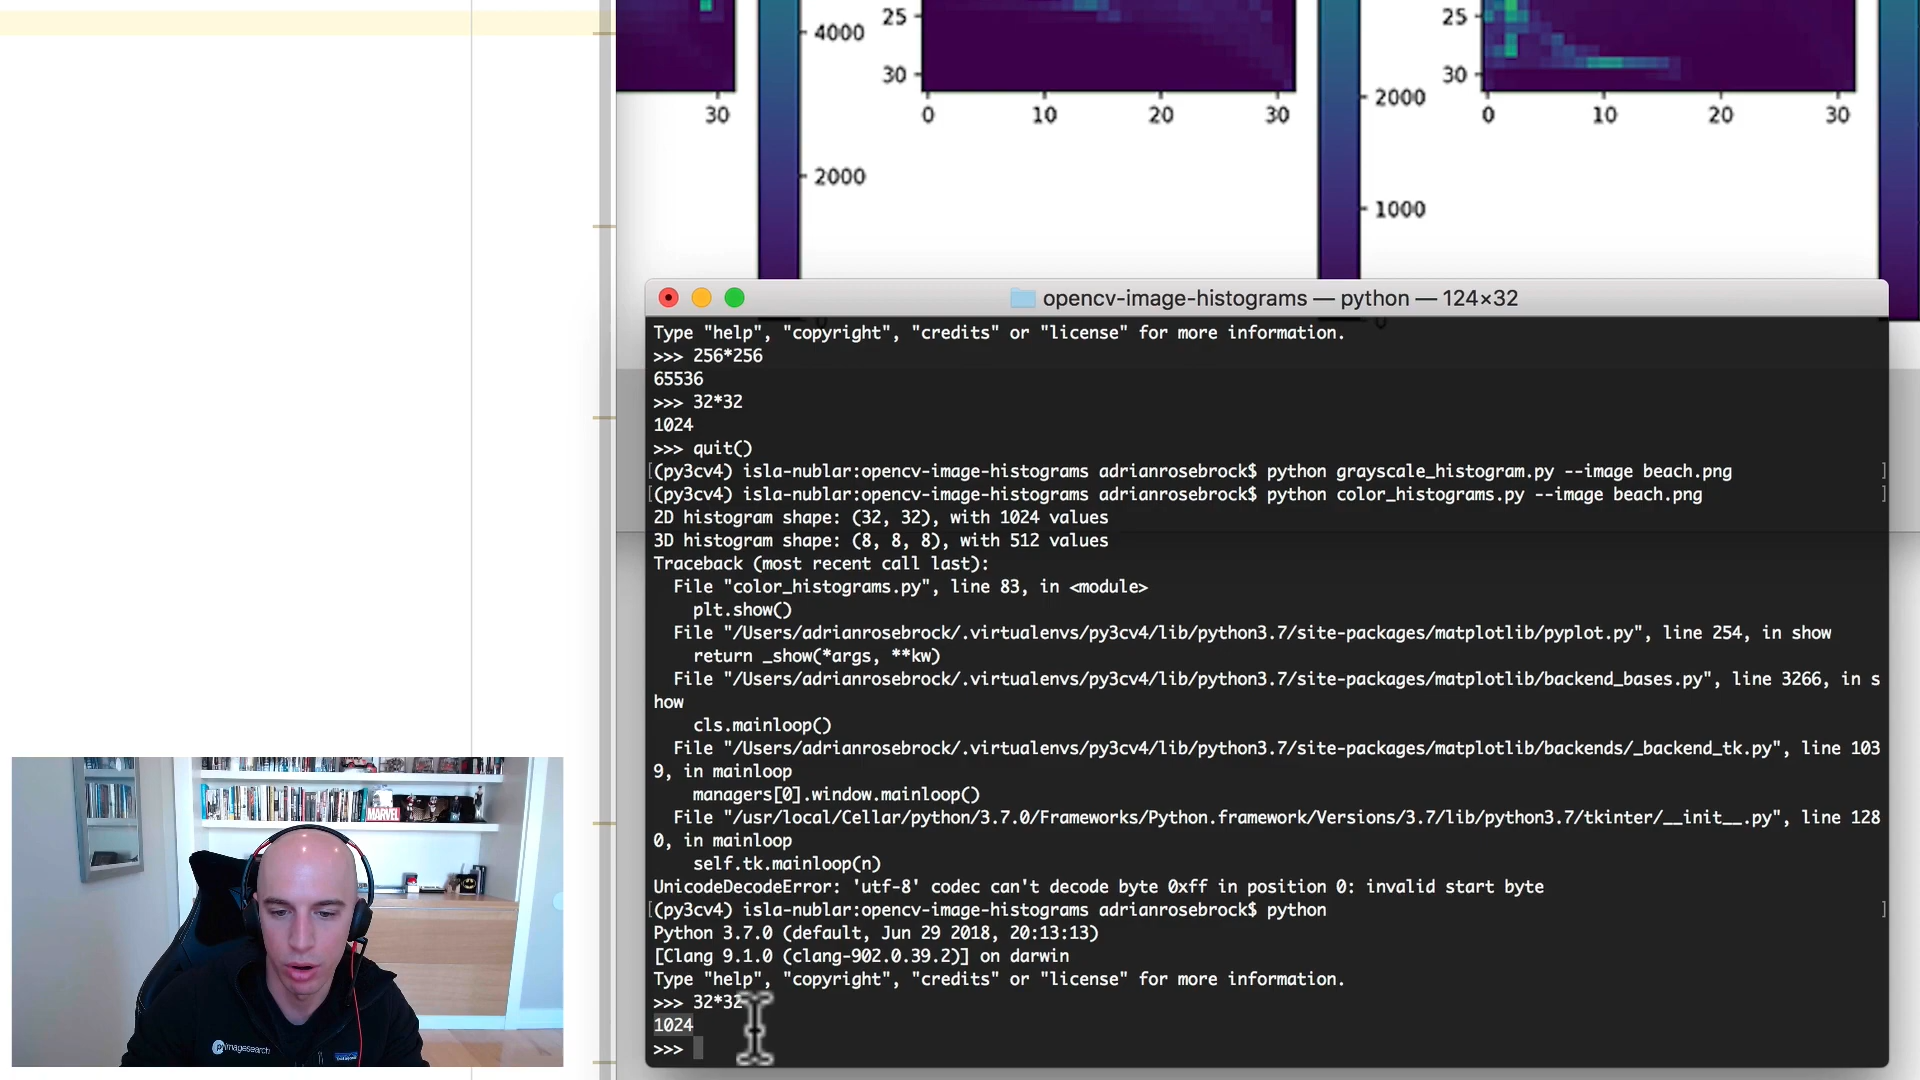 4000
2000
25
30
30
0
10
20
30
2000
1000
25
30
0
10
20
30
opencv-image-histograms — python — 124×32
Type "help", "copyright", "credits" or "license" for more information.
>>> 256*256
65536
>>> 32*32
1024
>>> quit()
[(py3cv4) isla-nublar:opencv-image-histograms adrianrosebrock$ python grayscale_histogram.py --image beach.png ]
[(py3cv4) isla-nublar:opencv-image-histograms adrianrosebrock$ python color_histograms.py --image beach.png ]
2D histogram shape: (32, 32), with 1024 values
3D histogram shape: (8, 8, 8), with 512 values
Traceback (most recent call last):
File "color_histograms.py", line 83, in <module>
plt.show()
File "/Users/adrianrosebrock/.virtualenvs/py3cv4/lib/python3.7/site-packages/matplotlib/pyplot.py", line 254, in show
return _show(*args, **kw)
File "/Users/adrianrosebrock/.virtualenvs/py3cv4/lib/python3.7/site-packages/matplotlib/backend_bases.py", line 3266, in s
how
cls.mainloop()
File "/Users/adrianrosebrock/.virtualenvs/py3cv4/lib/python3.7/site-packages/matplotlib/backends/_backend_tk.py", line 103
9, in mainloop
managers[0].window.mainloop()
File "/usr/local/Cellar/python/3.7.0/Frameworks/Python.framework/Versions/3.7/lib/python3.7/tkinter/__init__.py", line 128
0, in mainloop
self.tk.mainloop(n)
UnicodeDecodeError: 'utf-8' codec can't decode byte 0xff in position 0: invalid start byte
[(py3cv4) isla-nublar:opencv-image-histograms adrianrosebrock$ python ]
Python 3.7.0 (default, Jun 29 2018, 20:13:13)
[Clang 9.1.0 (clang-902.0.39.2)] on darwin
Type "help", "copyright", "credits" or "license" for more information.
>>> 32*32
1024
>>>
MARVEL
pyimagesearch